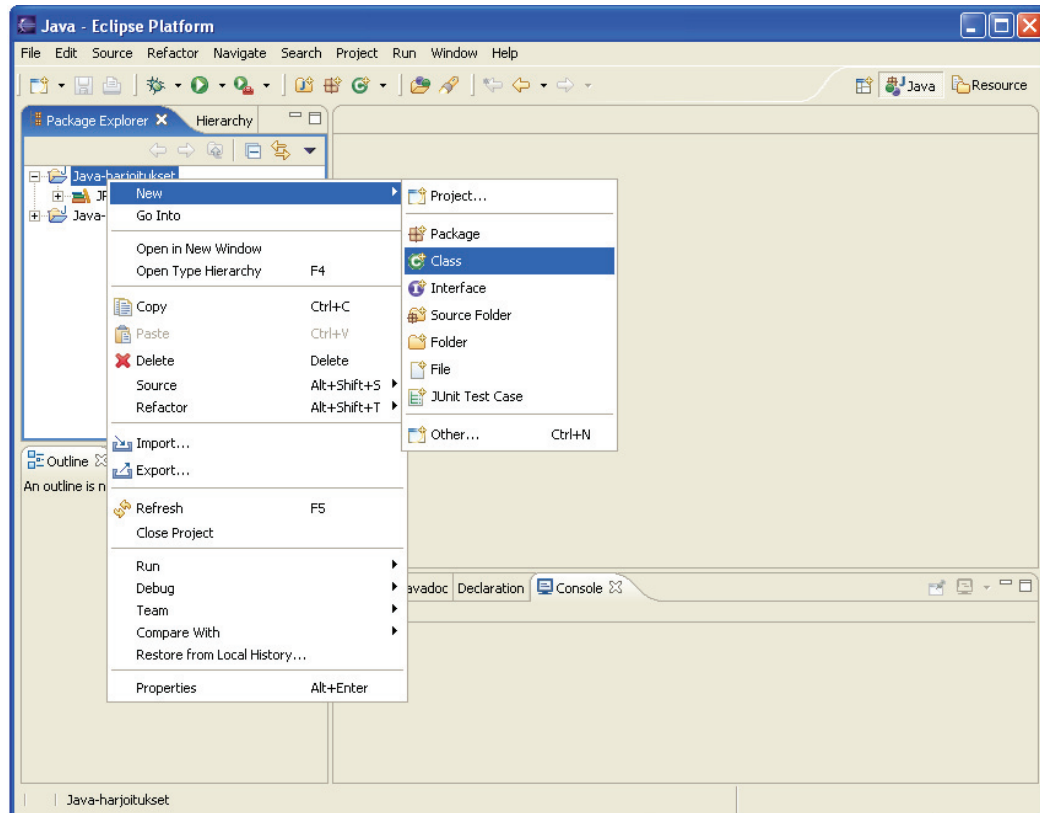 Java - Eclipse Platform
File Edit Source Refactor Navigate Search Project Run Window Help
Java Resource
Package Explorer Hierarchy
Java-harjoitukset
JR
Java-
New
Go Into
Open in New Window
Open Type Hierarchy F4
Copy Ctrl+C
Paste Ctrl+V
Delete Delete
Source Alt+Shift+S
Refactor Alt+Shift+T
Import...
Export...
Refresh F5
Close Project
Run
Debug
Team
Compare With
Restore from Local History...
Properties Alt+Enter
Project...
Package
Class
Interface
Source Folder
Folder
File
JUnit Test Case
Other... Ctrl+N
Outline
An outline is n
avadoc Declaration Console
Java-harjoitukset